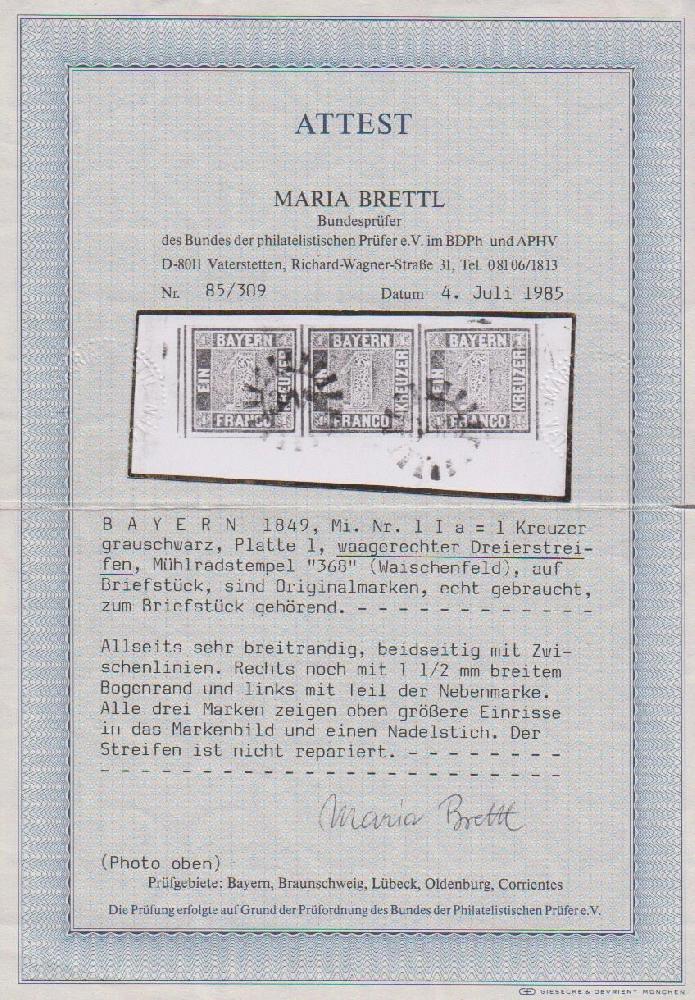 ATTEST
MARIA BRETTL
Bundesprüfer
des Bundes der philatelistischen Prüfer e.V. im BDPh und APHV
D-8011 Vaterstetten, Richard-Wagner-Straße 31, Tel. 08106/1813
Nr. 85/309 Datum 4. Juli 1985
BAYERN BAYERN BAYERN
EIN 1 KREUZER 1 KREUZER 1 KREUZER
FRANCO FRANCO FRANCO
B A Y E R N 1849, Mi. Nr. 1 I a = 1 Kreuzer
grauschwarz, Platte 1, waagerechter Dreierstrei-
fen, Mühlradstempel "368" (Waischenfeld), auf
Briefstück, sind Originalmarken, echt gebraucht,
zum Briefstück gehörend. - - - - - - - - - - - -
Allseits sehr breitrandig, beidseitig mit Zwi-
schenlinien. Rechts noch mit 1 1/2 mm breitem
Bogenrand und links mit Teil der Nebenmarke.
Alle drei Marken zeigen oben größere Einrisse
in das Markenbild und einen Nadelstich. Der
Streifen ist nicht repariert. - - - - - - - -
- - - - - - - - - - - - - - - - - - - - - - -
Maria Brettl
(Photo oben)
Prüfgebiete: Bayern, Braunschweig, Lübeck, Oldenburg, Corrientes
Die Prüfung erfolgte auf Grund der Prüfordnung des Bundes der Philatelistischen Prüfer e.V.
GIESECKE & DEVRIENT MÜNCHEN